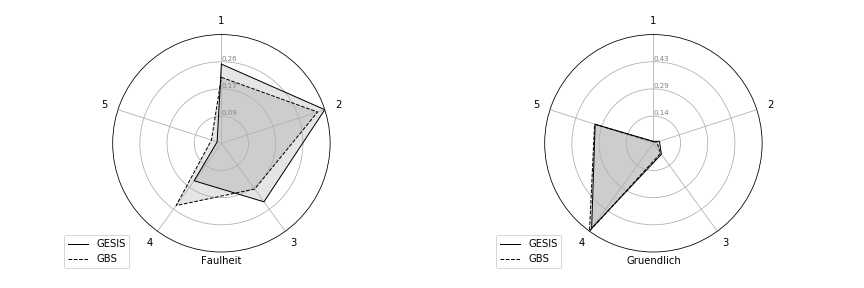 1
0.26
0.17
0.09
2
3
4
5
GESIS
GBS
Faulheit
1
0.43
0.29
0.14
2
3
4
5
GESIS
GBS
Gruendlich